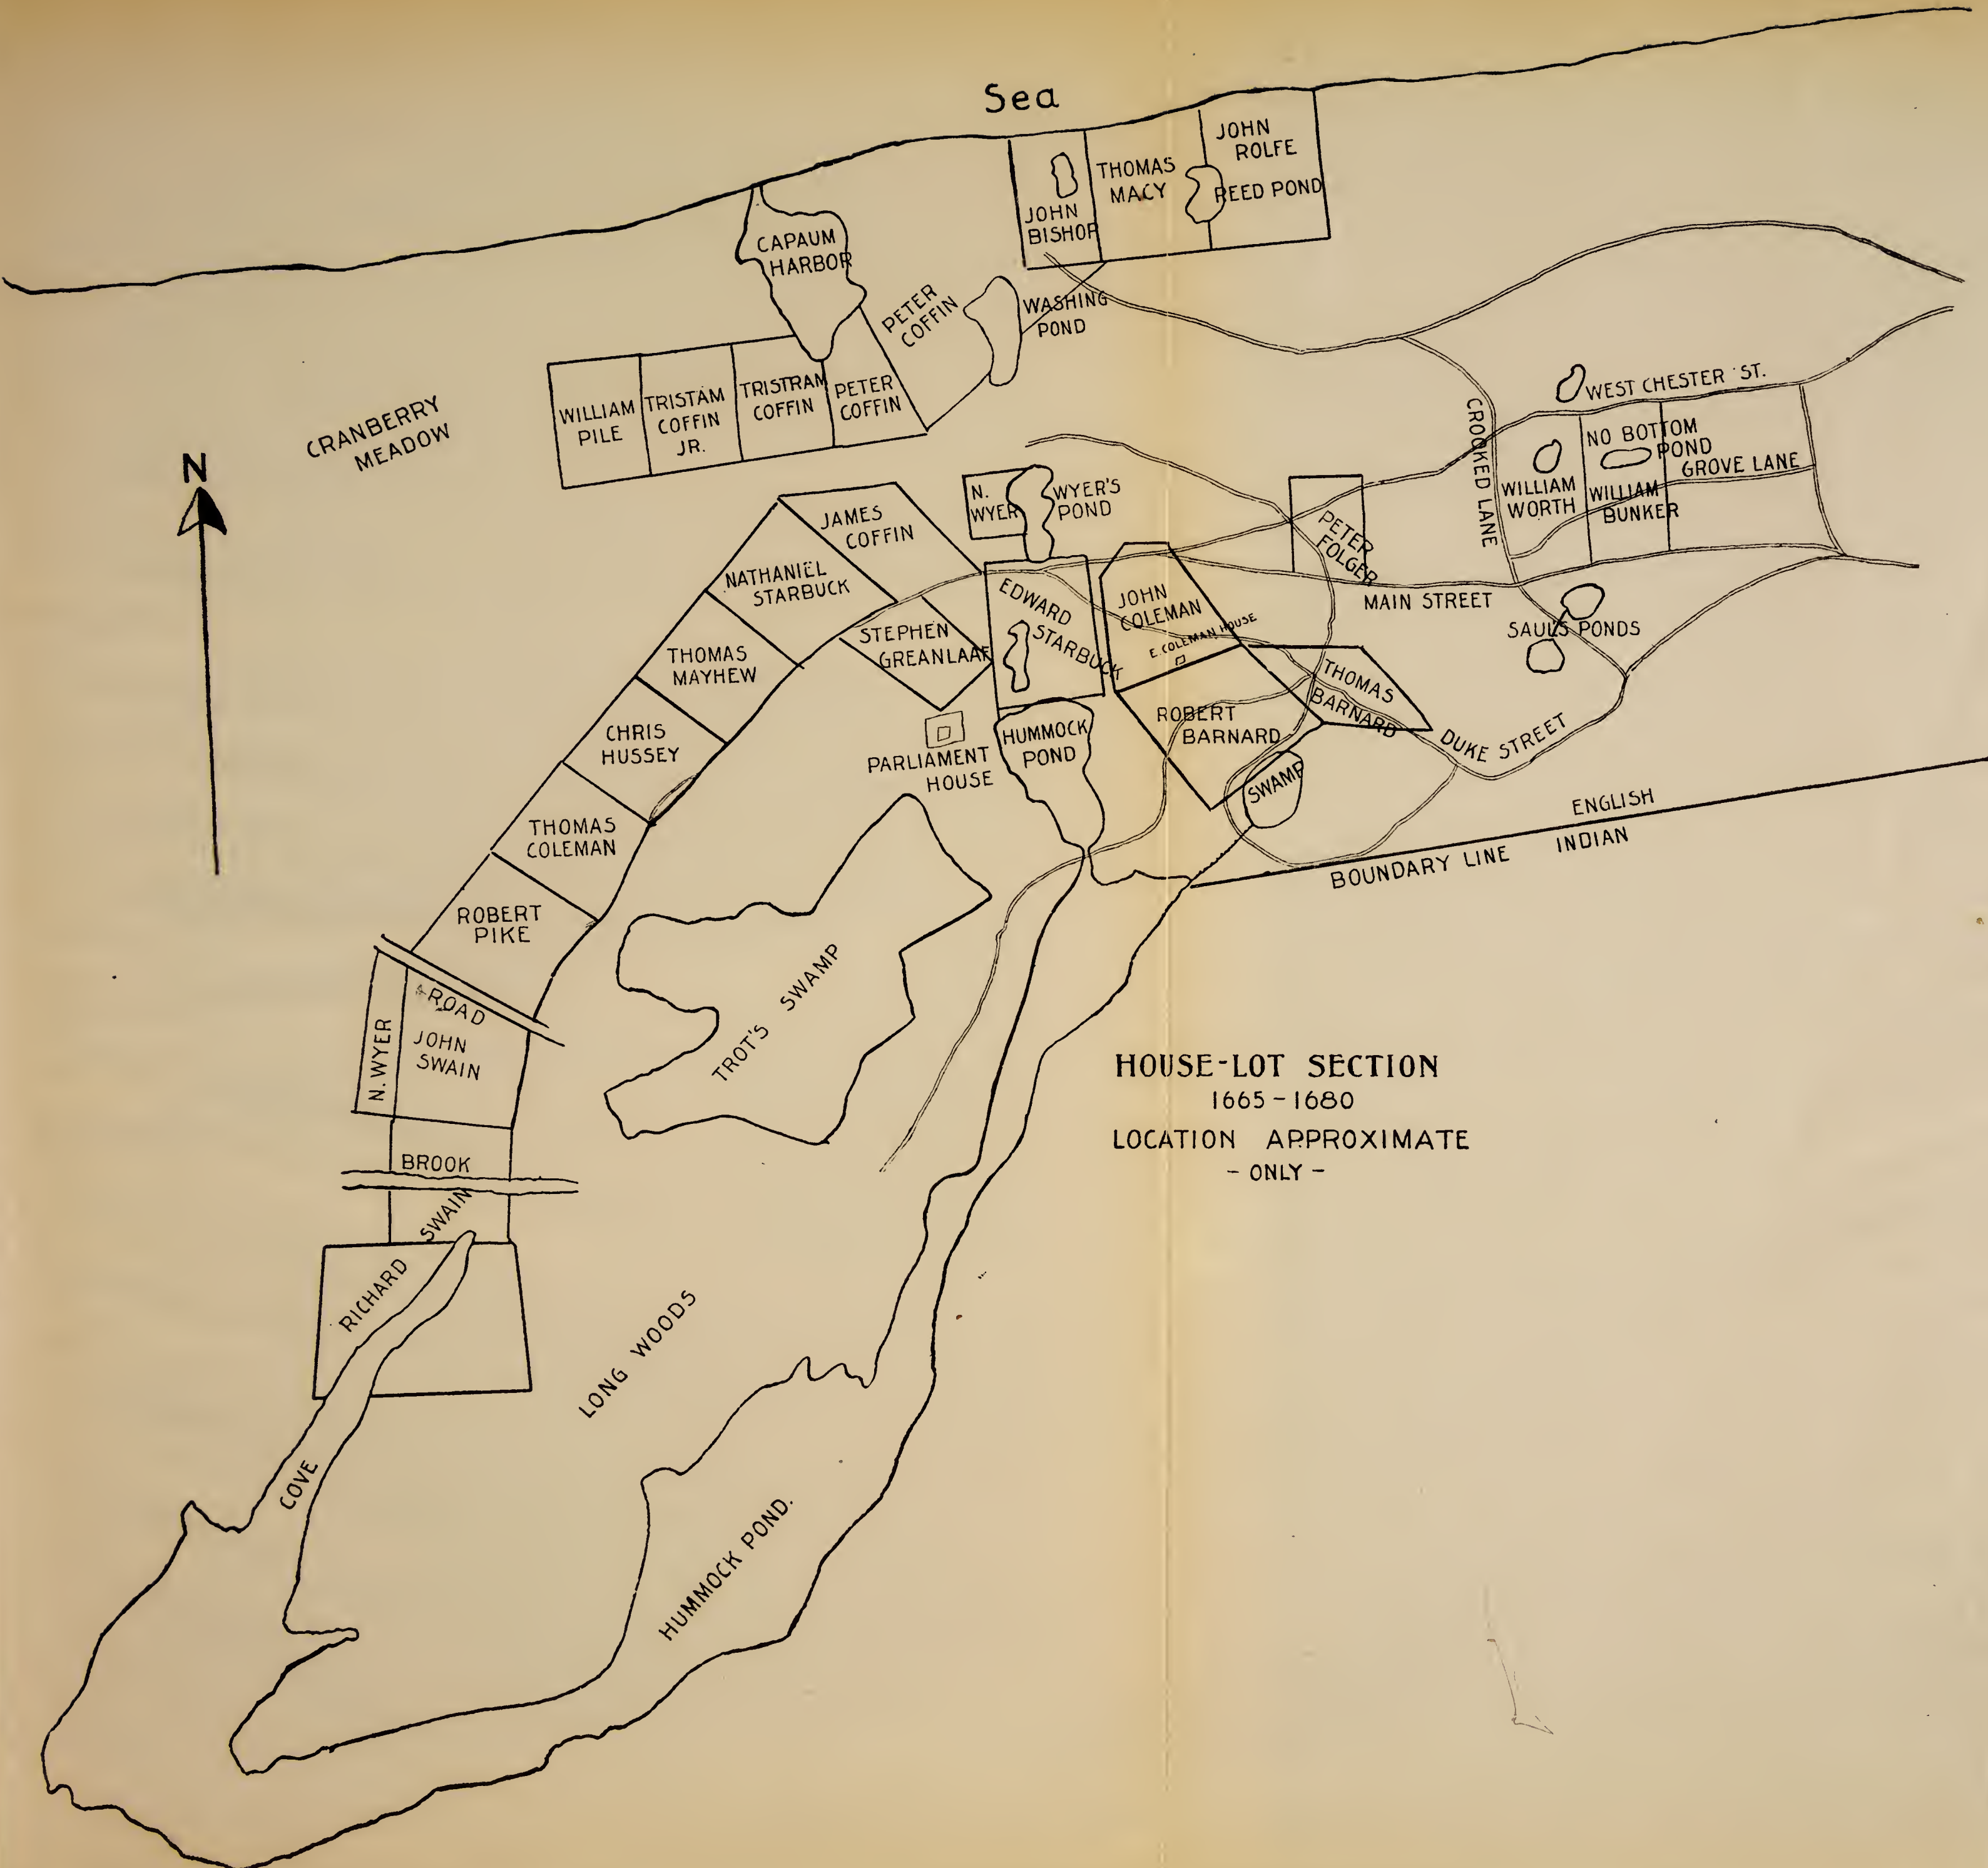 Sea
JOHN
ROLFE
THOMAS
MACY
REED POND
JOHN
BISHOP
CAPAUM
HARBOR
PETER
COFFIN
WASHING
POND
WILLIAM
PILE
TRISTAM
COFFIN
JR.
TRISTRAM
COFFIN
PETER
COFFIN
CRANBERRY
MEADOW
N
WEST CHESTER ST.
CROOKED LANE
NO BOTTOM
POND
GROVE LANE
WILLIAM
WORTH
WILLIAM
BUNKER
N.
WYER
WYER'S
POND
JAMES
COFFIN
PETER
FOLGER
NATHANIEL
STARBUCK
EDWARD
STARBUCK
JOHN
COLEMAN
E. COLEMAN HOUSE
MAIN STREET
SAULS PONDS
STEPHEN
GREANLAAF
THOMAS
MAYHEW
THOMAS
BARNARD
ROBERT
BARNARD
DUKE STREET
CHRIS
HUSSEY
HUMMOCK
POND
PARLIAMENT
HOUSE
SWAMP
ENGLISH
BOUNDARY LINE INDIAN
THOMAS
COLEMAN
ROBERT
PIKE
ROAD
TROT'S SWAMP
N. WYER
JOHN
SWAIN
HOUSE-LOT SECTION
1665-1680
LOCATION APPROXIMATE
- ONLY -
BROOK
RICHARD SWAIN
LONG WOODS
COVE
HUMMOCK POND.